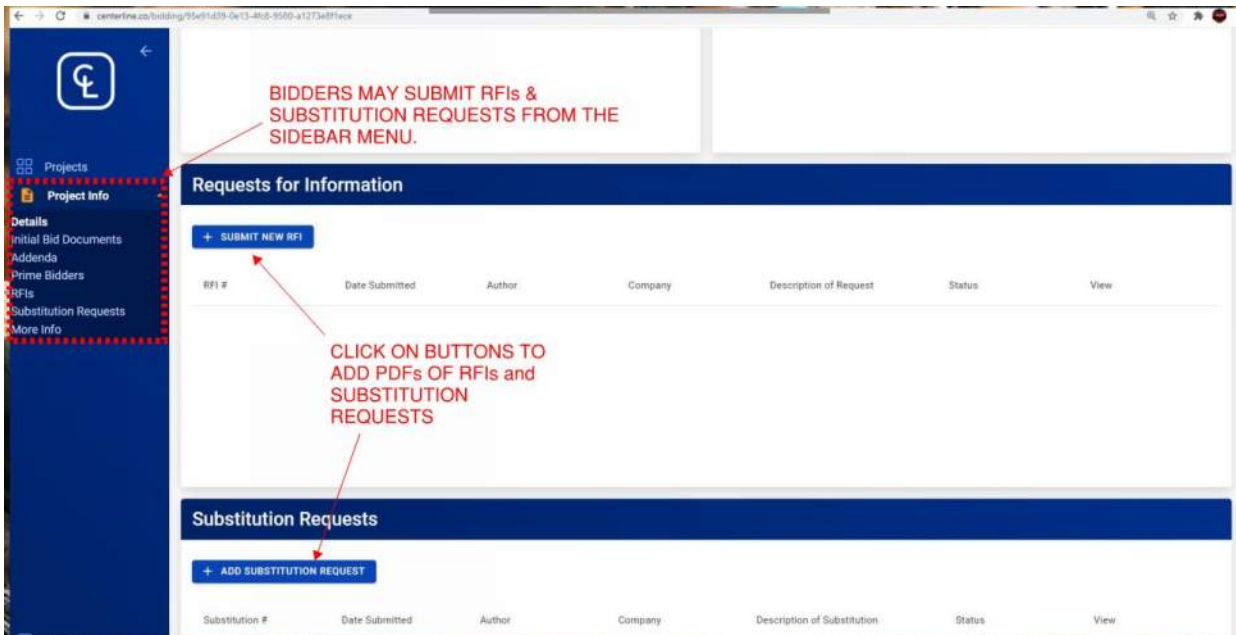 centerline.co/bidding/95e91d39-0e13-4fc8-9580-a1273e8f1ece
BIDDERS MAY SUBMIT RFIs &
SUBSTITUTION REQUESTS FROM THE
SIDEBAR MENU.
Projects
Project Info
Details
Initial Bid Documents
Addenda
Prime Bidders
RFIs
Substitution Requests
More Info
Requests for Information
+ SUBMIT NEW RFI
RFI # Date Submitted Author Company Description of Request Status View
CLICK ON BUTTONS TO
ADD PDFs OF RFIs and
SUBSTITUTION
REQUESTS
Substitution Requests
+ ADD SUBSTITUTION REQUEST
Substitution # Date Submitted Author Company Description of Substitution Status View